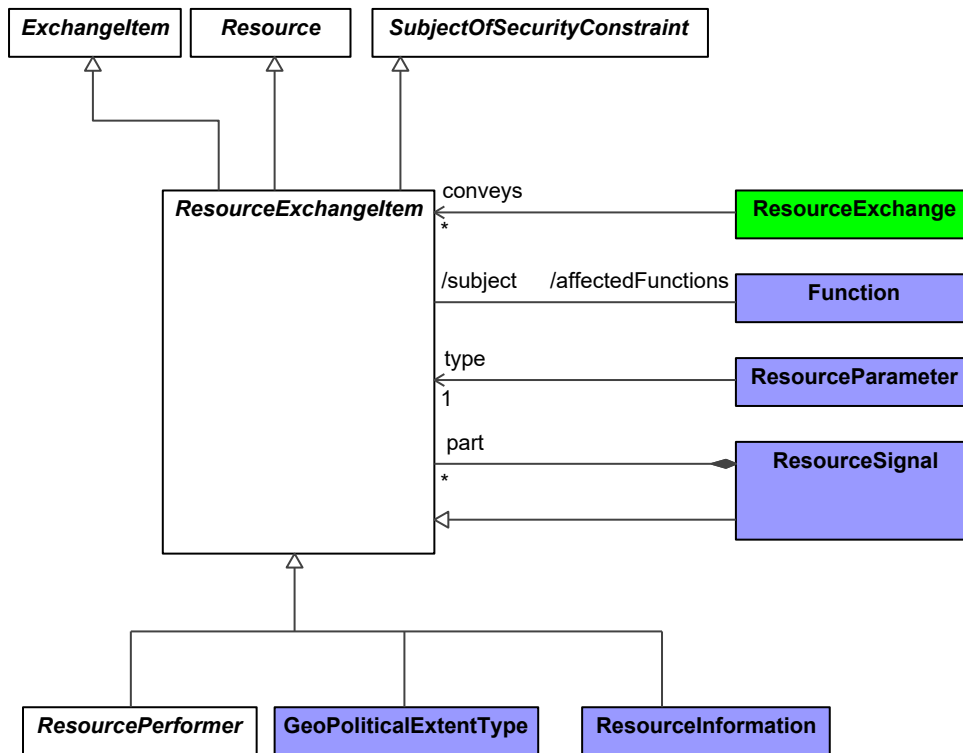 ExchangeItem
Resource
SubjectOfSecurityConstraint
ResourceExchangeItem
conveys
*
ResourceExchange
/subject
/affectedFunctions
Function
type
1
ResourceParameter
part
*
ResourceSignal
ResourcePerformer
GeoPoliticalExtentType
ResourceInformation